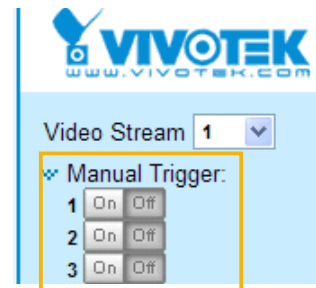 VIVOTEK
www.vivotek.com
Video Stream 1
Manual Trigger:
1 On Off
2 On Off
3 On Off